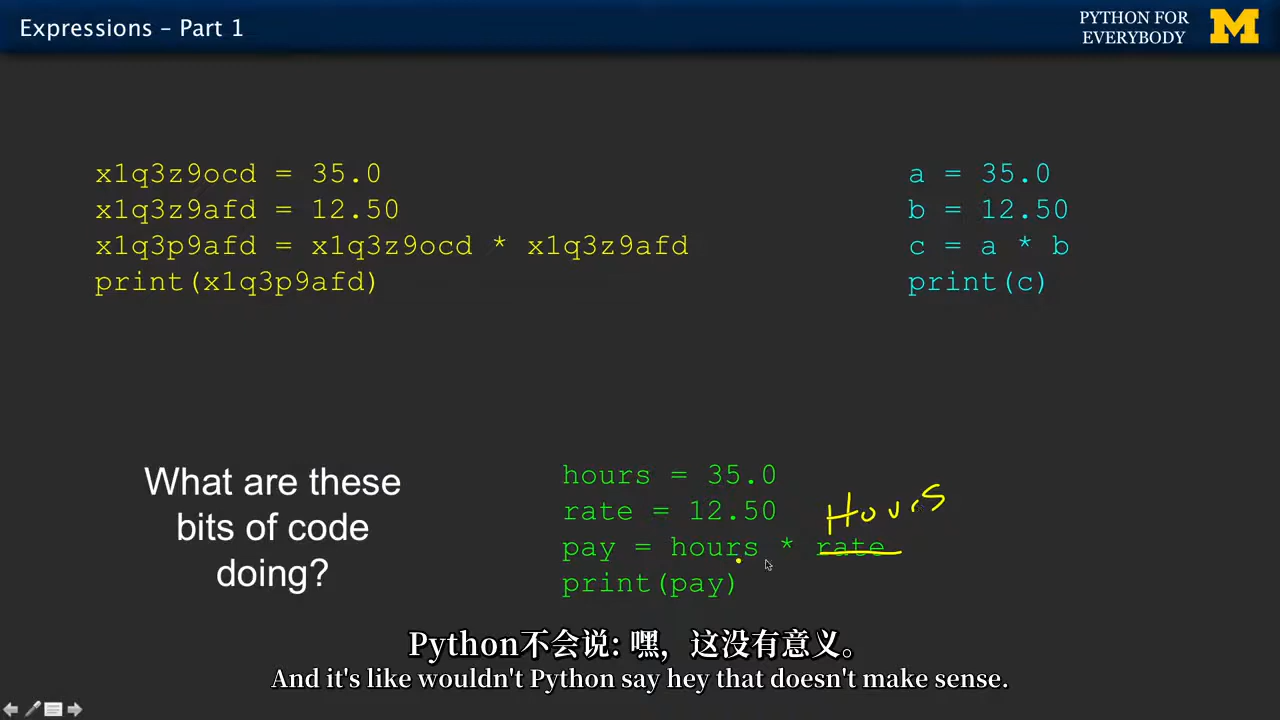 Expressions – Part 1
PYTHON FOR
EVERYBODY
M
x1q3z9ocd = 35.0
x1q3z9afd = 12.50
x1q3p9afd = x1q3z9ocd * x1q3z9afd
print(x1q3p9afd)
a = 35.0
b = 12.50
c = a * b
print(c)
What are these
bits of code
doing?
hours = 35.0
rate = 12.50
Hours
pay = hours * rate
print(pay)
Python不会说: 嘿，这没有意义。
And it's like wouldn't Python say hey that doesn't make sense.